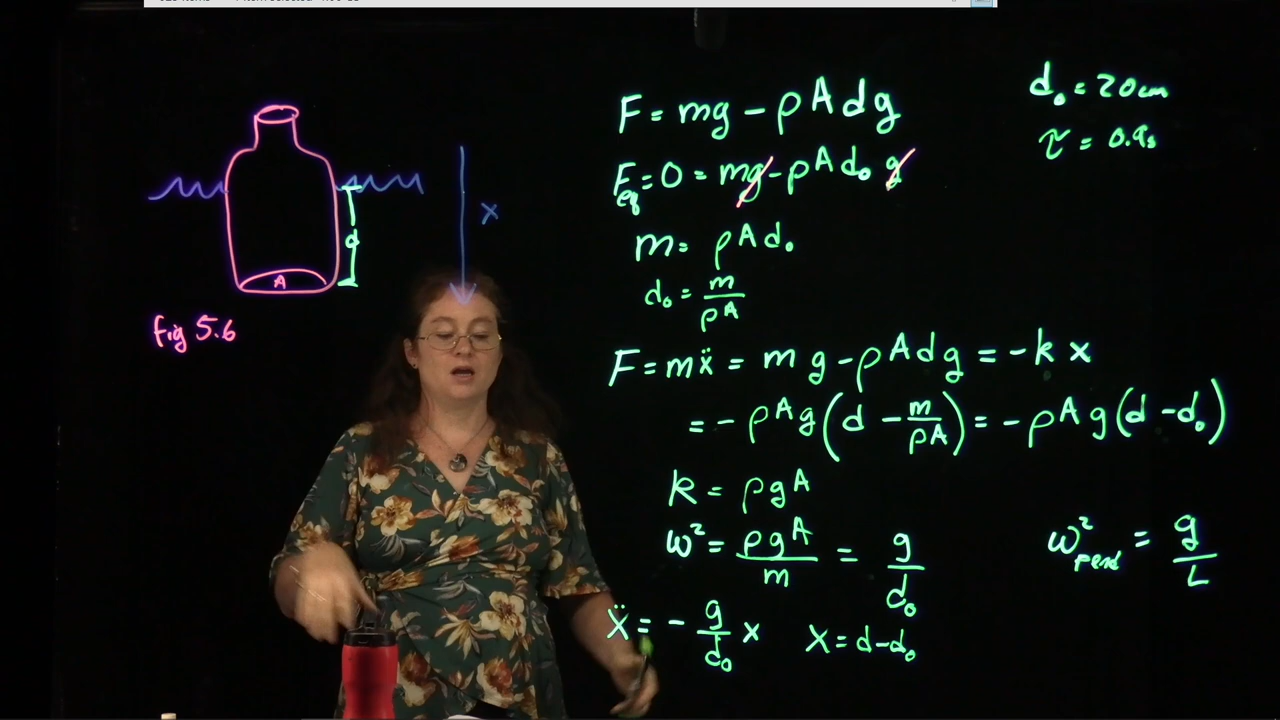 A
d
x
fig 5.6
F = mg - ρAdg
F_eq = 0 = mg - ρAd₀g
m = ρAd₀
d₀ = m/ρA
F = mẍ = mg - ρAdg = -kx
= -ρAg(d - m/ρA) = -ρAg(d - d₀)
k = ρgA
ω² = ρgA/m = g/d₀
ẍ = -g/d₀ x   x = d - d₀
d₀ = 20cm
τ = 0.9s
ω²_pend = g/L